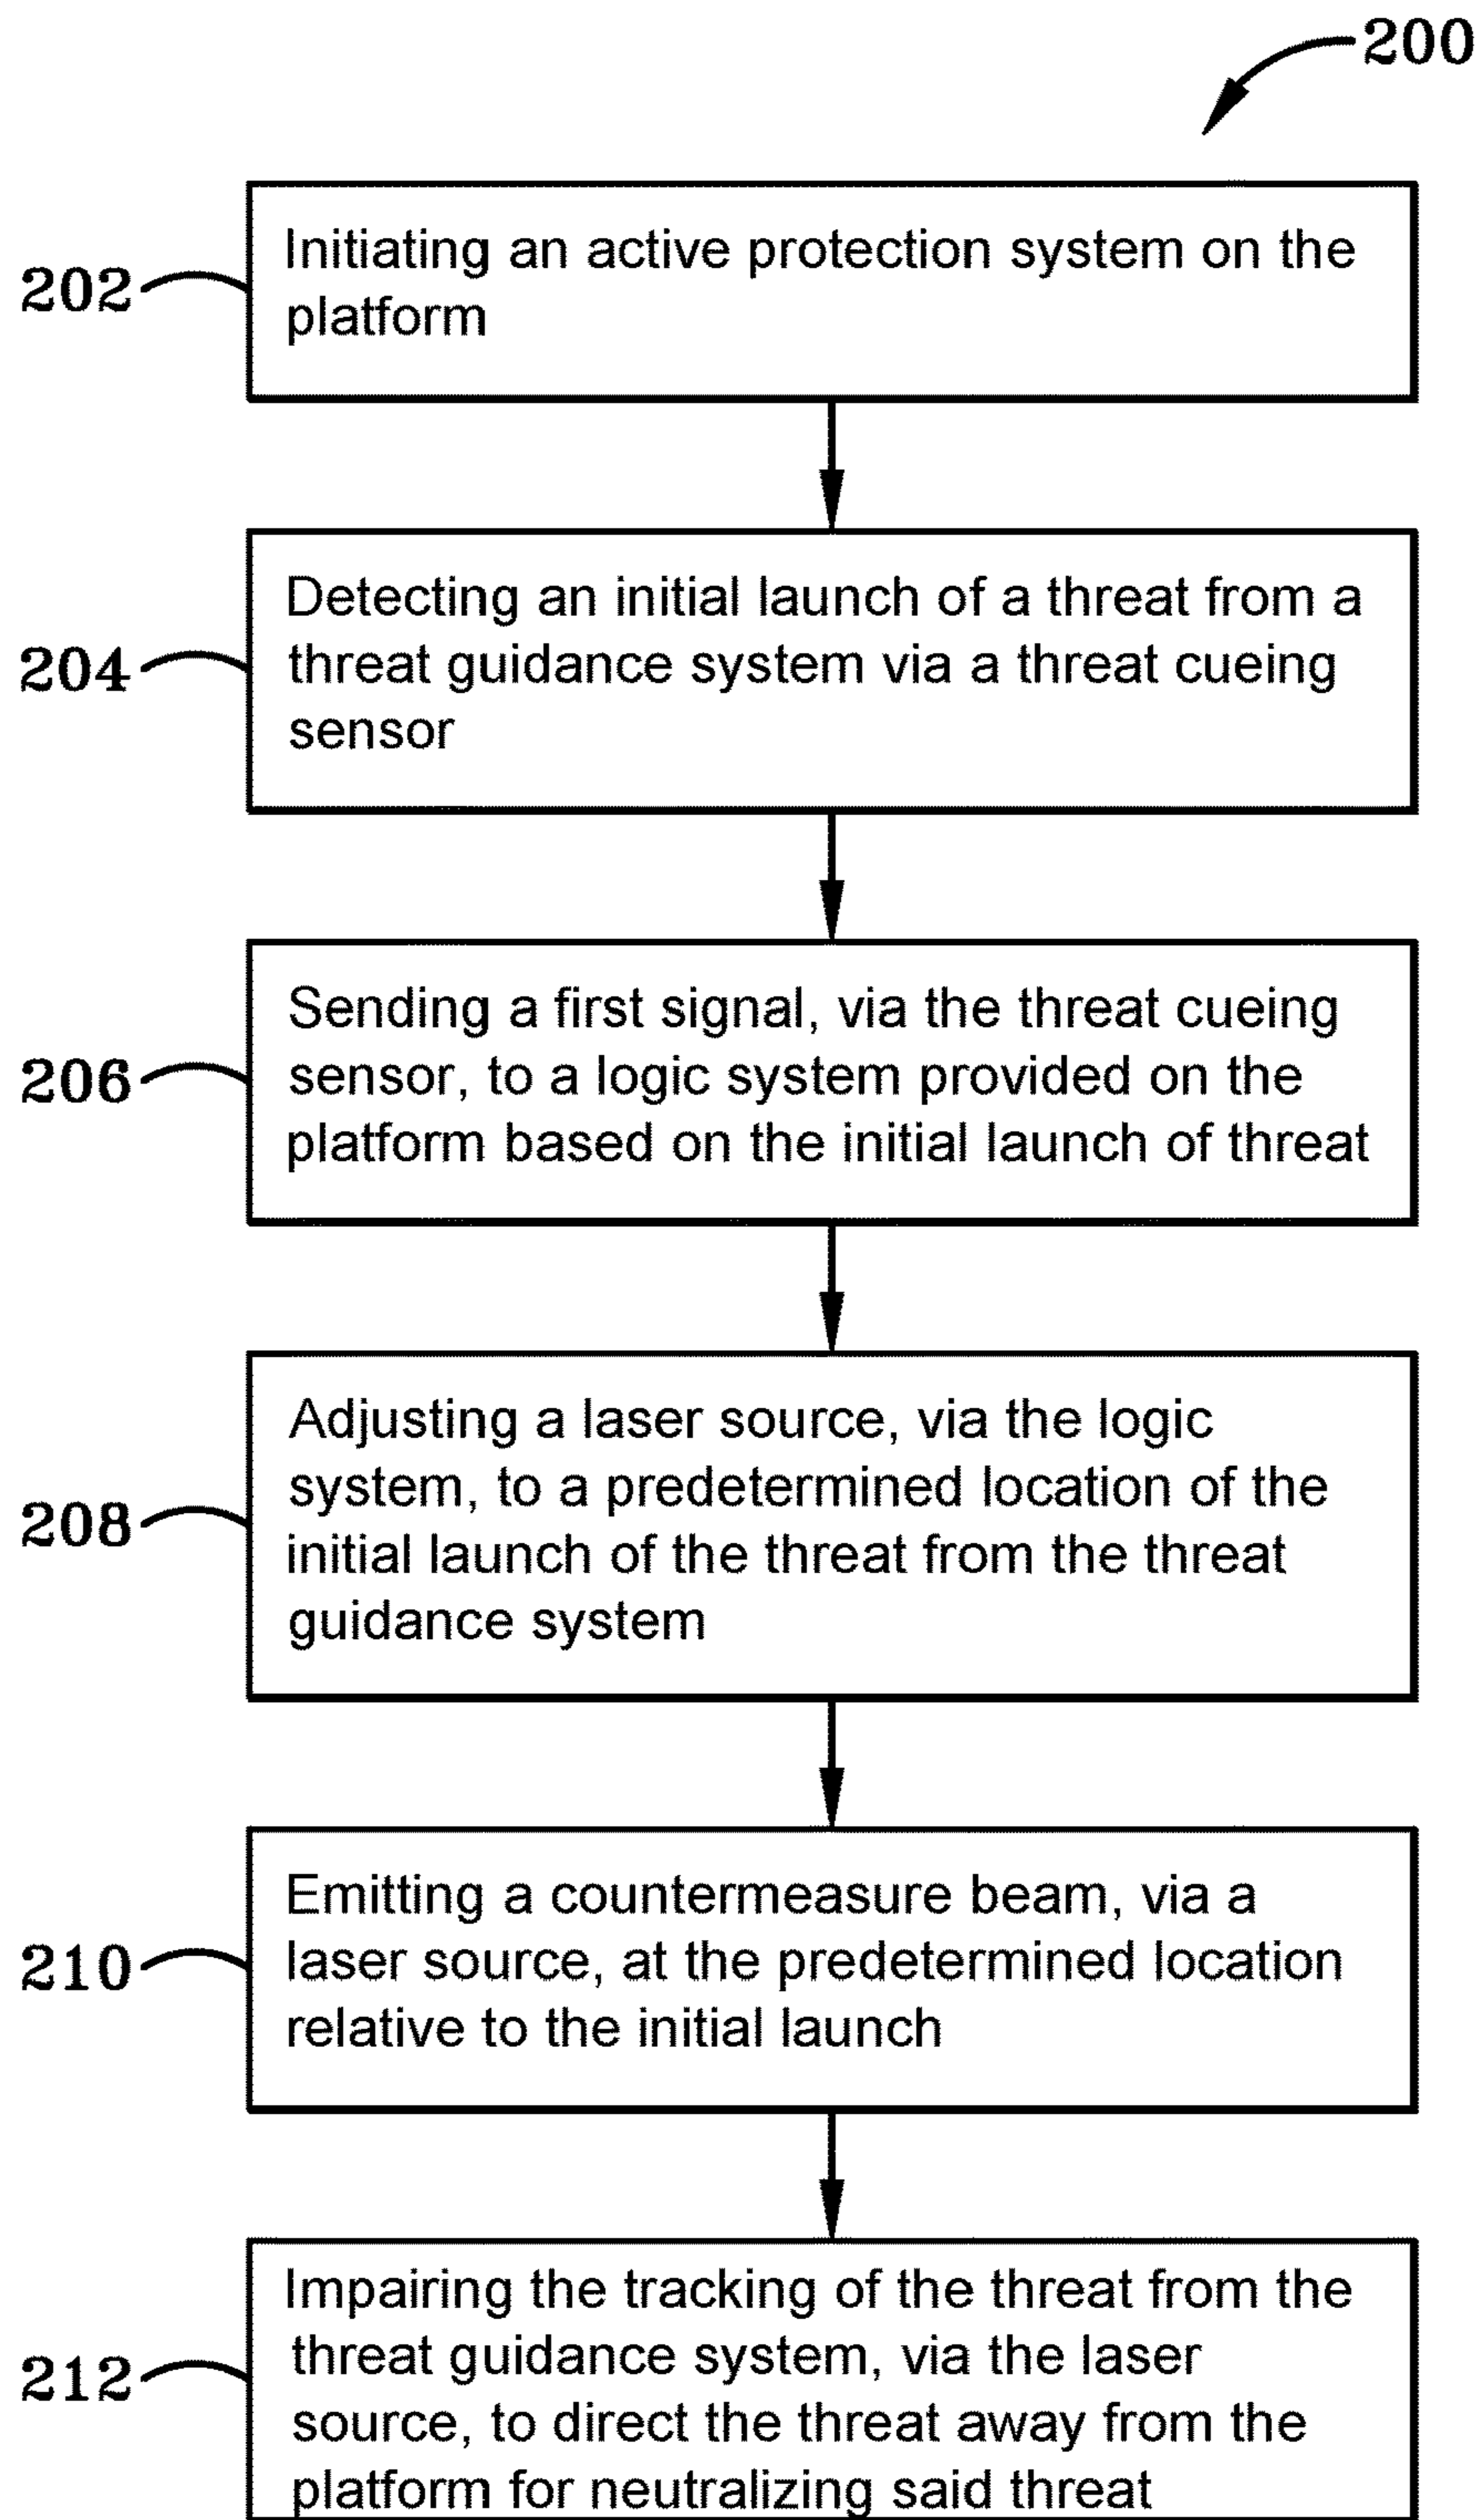 200
202
Initiating an active protection system on the
platform
204
Detecting an initial launch of a threat from a
threat guidance system via a threat cueing
sensor
206
Sending a first signal, via the threat cueing
sensor, to a logic system provided on the
platform based on the initial launch of threat
208
Adjusting a laser source, via the logic
system, to a predetermined location of the
initial launch of the threat from the threat
guidance system
210
Emitting a countermeasure beam, via a
laser source, at the predetermined location
relative to the initial launch
212
Impairing the tracking of the threat from the
threat guidance system, via the laser
source, to direct the threat away from the
platform for neutralizing said threat